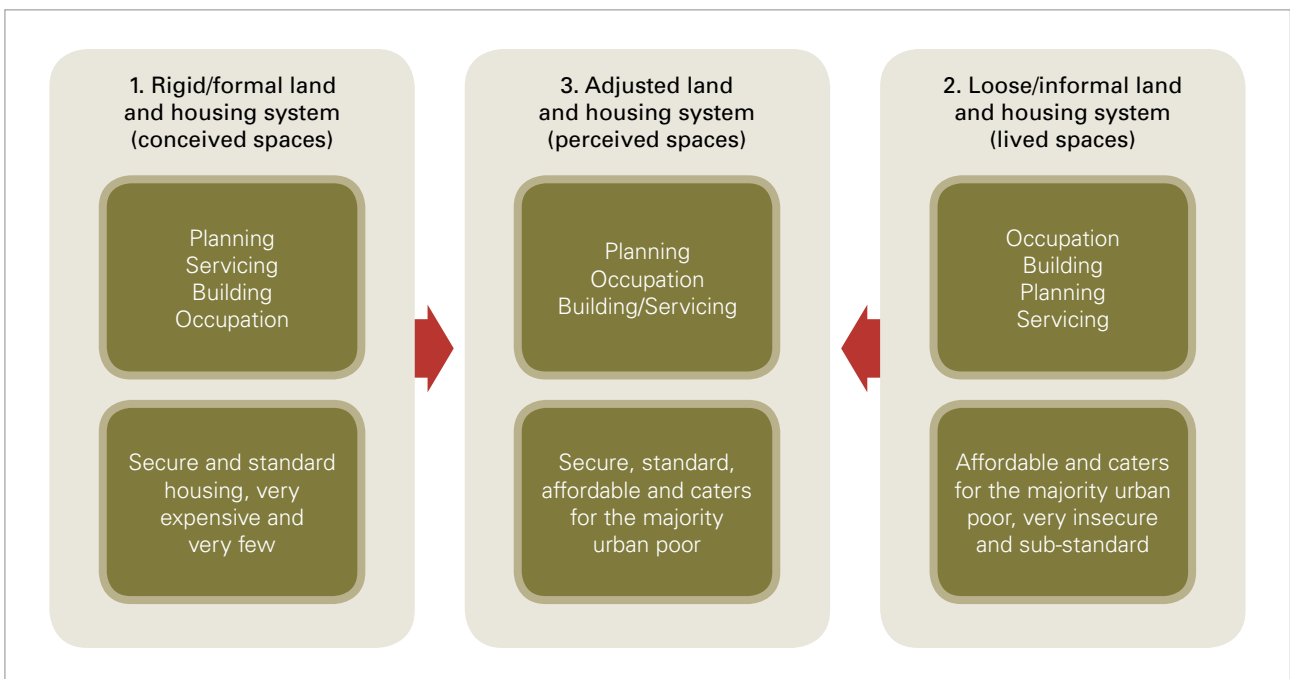 1. Rigid/formal land
and housing system
(conceived spaces)
Planning
Servicing
Building
Occupation
Secure and standard
housing, very
expensive and
very few
3. Adjusted land
and housing system
(perceived spaces)
Planning
Occupation
Building/Servicing
Secure, standard,
affordable and caters
for the majority
urban poor
2. Loose/informal land
and housing system
(lived spaces)
Occupation
Building
Planning
Servicing
Affordable and caters
for the majority urban
poor, very insecure
and sub-standard